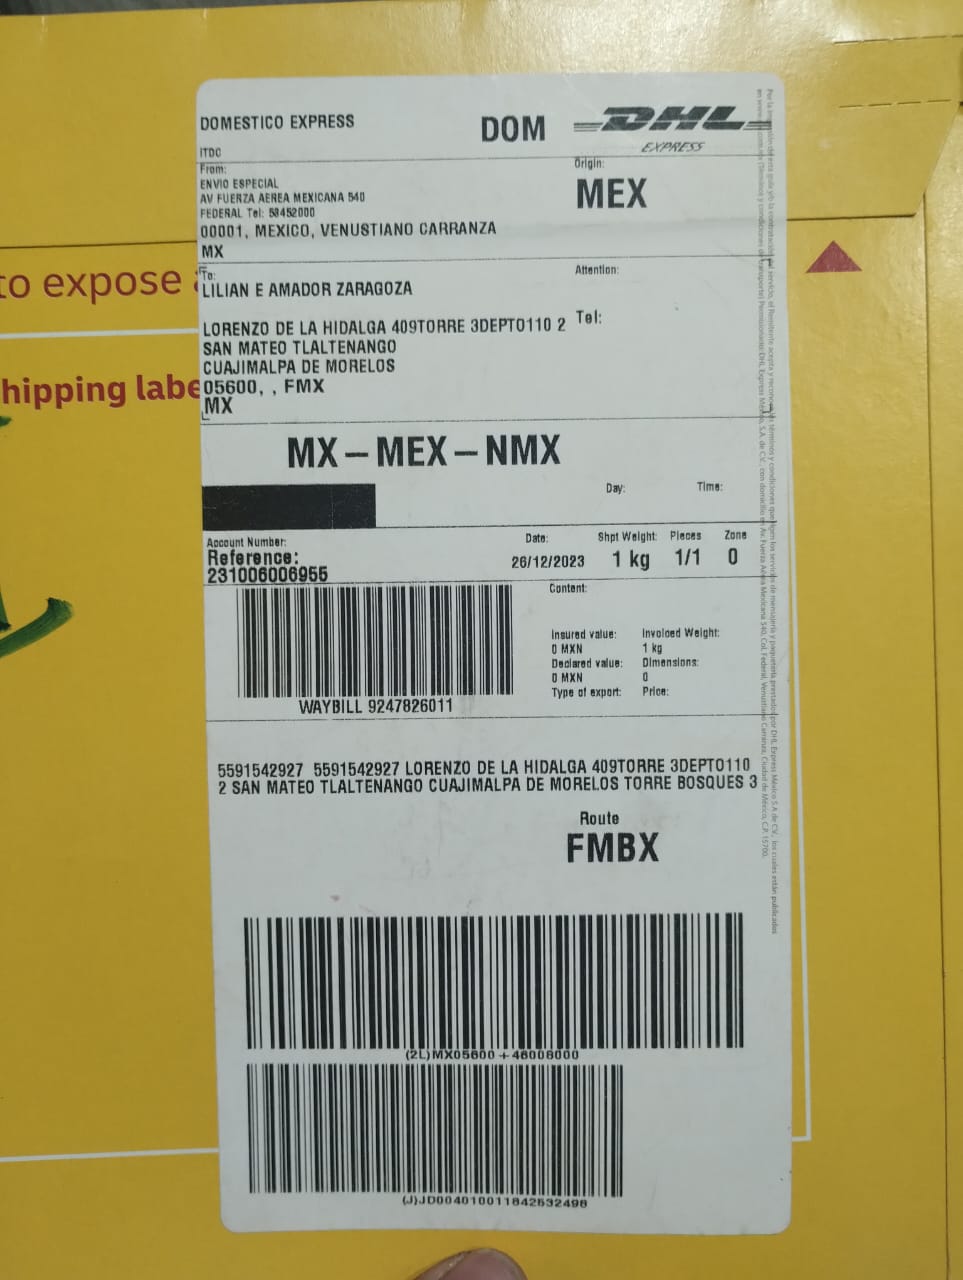 DOMESTICO EXPRESS
DOM
DHL
EXPRESS
ITDC
From:
ENVIO ESPECIAL
AV FUERZA AEREA MEXICANA 540
FEDERAL Tel: 58452000
00001, MEXICO, VENUSTIANO CARRANZA
MX
Origin:
MEX
to expose
To:
LILIAN E AMADOR ZARAGOZA
Attention:
LORENZO DE LA HIDALGA 409TORRE 3DEPTO110 2
Tel:
SAN MATEO TLALTENANGO
CUAJIMALPA DE MORELOS
05600, , FMX
MX
hipping labe
MX-MEX-NMX
Day:
Time:
Account Number:
Reference:
231006006955
Date:
26/12/2023
Shpt Weight:
1 kg
Pieces
1/1
Zone
0
Content:
Insured value:
0 MXN
Declared value:
0 MXN
Type of export:
Invoiced Weight:
1 kg
Dimensions:
0
Price:
WAYBILL 9247826011
5591542927 5591542927 LORENZO DE LA HIDALGA 409TORRE 3DEPTO110
2 SAN MATEO TLALTENANGO CUAJIMALPA DE MORELOS TORRE BOSQUES 3
Route
FMBX
(2L)MX05600+46008000
(J)JD004010011842532498